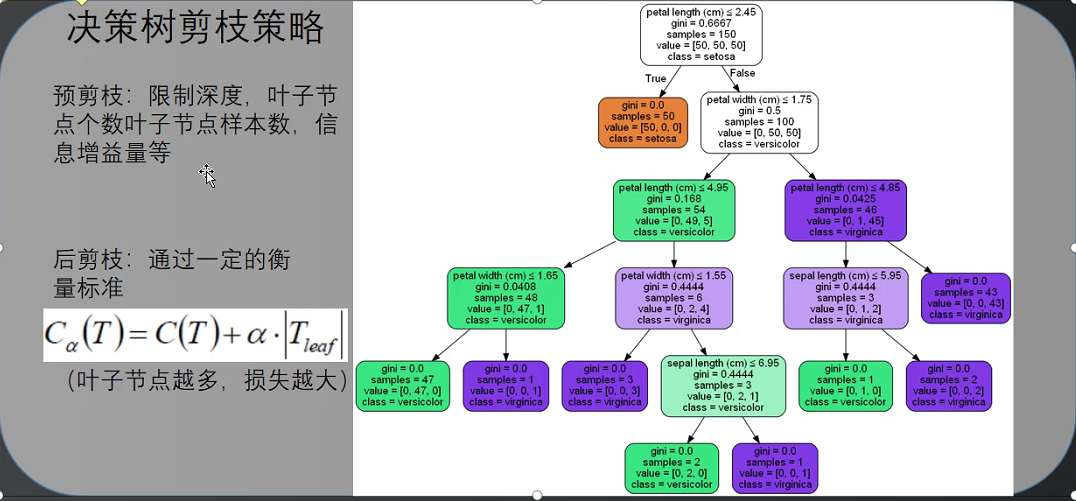 决策树剪枝策略
预剪枝：限制深度，叶子节
点个数叶子节点样本数，信
息增益量等
后剪枝：通过一定的衡
量标准
C_α(T) = C(T) + α · |T_leaf|
（叶子节点越多，损失越大）
petal length (cm) ≤ 2.45
gini = 0.6667
samples = 150
value = [50, 50, 50]
class = setosa
True
False
gini = 0.0
samples = 50
value = [50, 0, 0]
class = setosa
petal width (cm) ≤ 1.75
gini = 0.5
samples = 100
value = [0, 50, 50]
class = versicolor
petal length (cm) ≤ 4.95
gini = 0.168
samples = 54
value = [0, 49, 5]
class = versicolor
petal length (cm) ≤ 4.85
gini = 0.0425
samples = 46
value = [0, 1, 45]
class = virginica
petal width (cm) ≤ 1.65
gini = 0.0408
samples = 48
value = [0, 47, 1]
class = versicolor
petal width (cm) ≤ 1.55
gini = 0.4444
samples = 6
value = [0, 2, 4]
class = virginica
sepal length (cm) ≤ 5.95
gini = 0.4444
samples = 3
value = [0, 1, 2]
class = virginica
gini = 0.0
samples = 43
value = [0, 0, 43]
class = virginica
gini = 0.0
samples = 47
value = [0, 47, 0]
class = versicolor
gini = 0.0
samples = 1
value = [0, 0, 1]
class = virginica
gini = 0.0
samples = 3
value = [0, 0, 3]
class = virginica
sepal length (cm) ≤ 6.95
gini = 0.4444
samples = 3
value = [0, 2, 1]
class = versicolor
gini = 0.0
samples = 1
value = [0, 1, 0]
class = versicolor
gini = 0.0
samples = 2
value = [0, 0, 2]
class = virginica
gini = 0.0
samples = 2
value = [0, 2, 0]
class = versicolor
gini = 0.0
samples = 1
value = [0, 0, 1]
class = virginica